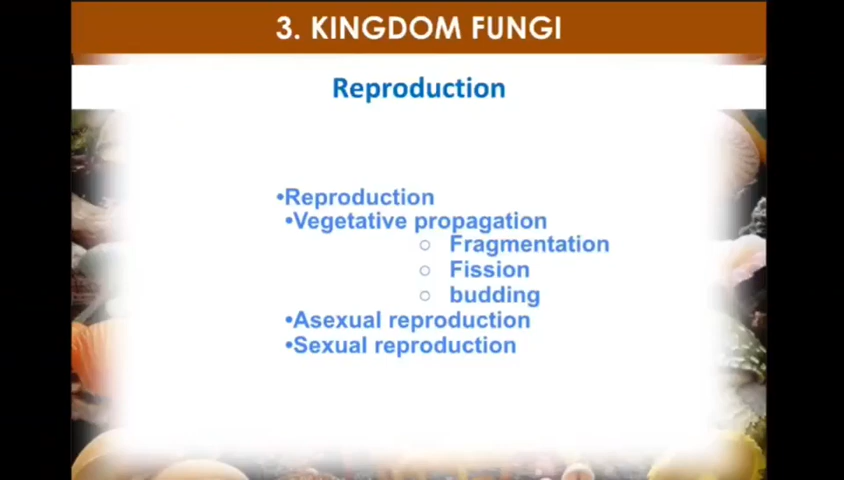 3. KINGDOM FUNGI
Reproduction
•Reproduction
•Vegetative propagation
○ Fragmentation
○ Fission
○ budding
•Asexual reproduction
•Sexual reproduction